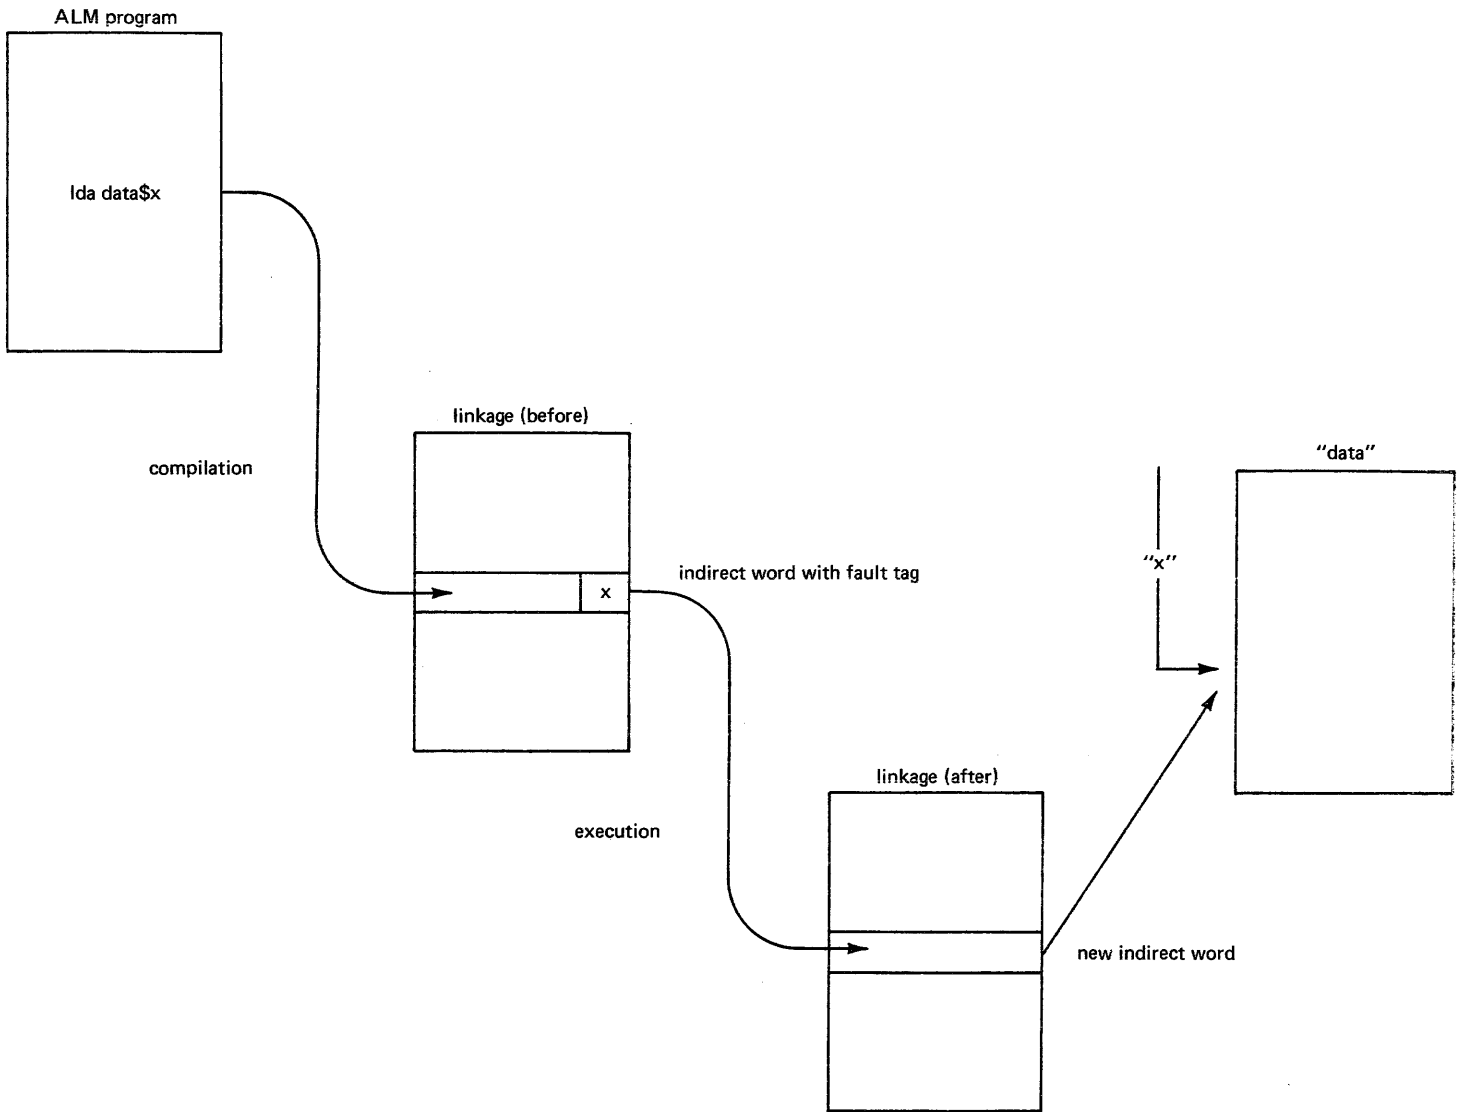 ALM program
lda data$x
linkage (before)
compilation
"data"
"x"
indirect word with fault tag
x
linkage (after)
execution
new indirect word